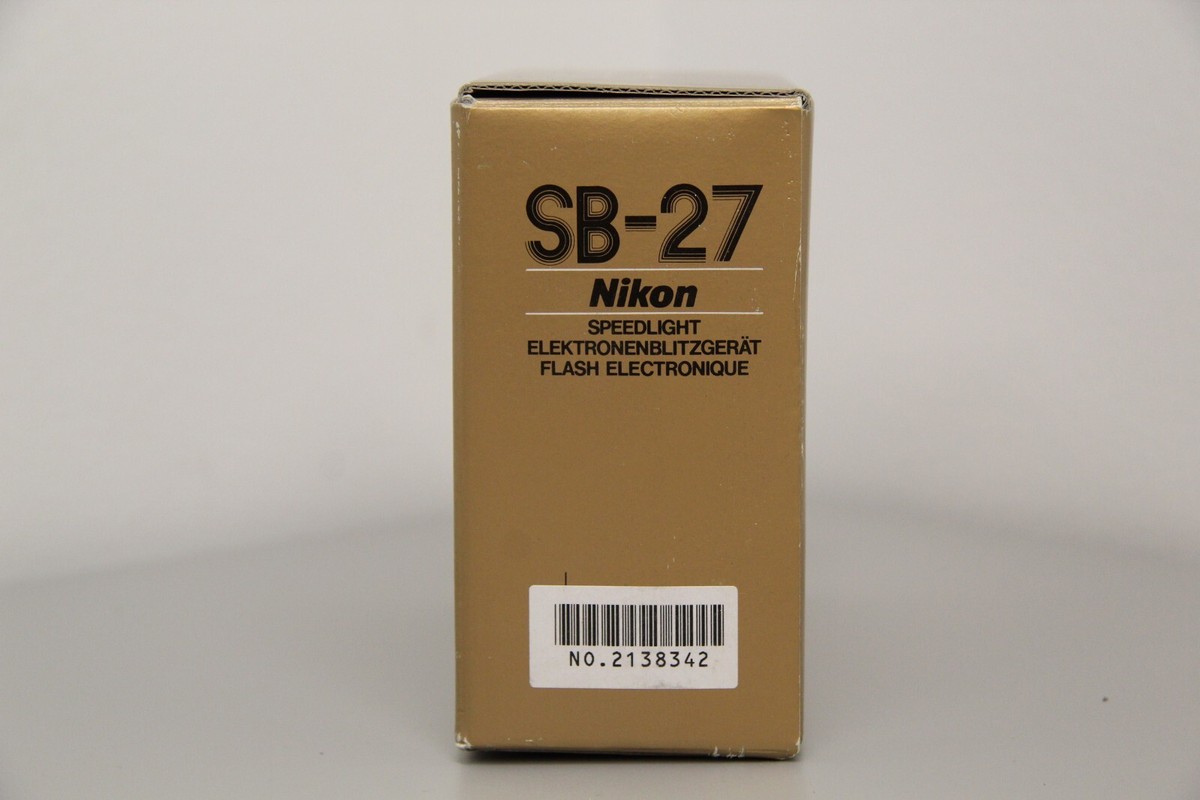 SB-27
Nikon
SPEEDLIGHT
ELEKTRONENBLITZGERÄT
FLASH ELECTRONIQUE
NO.2138342